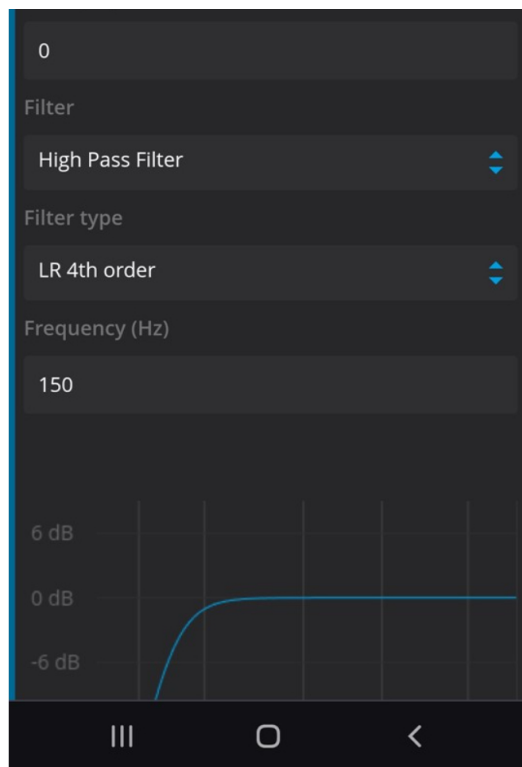 0
Filter
High Pass Filter
Filter type
LR 4th order
Frequency (Hz)
150
6 dB
0 dB
-6 dB